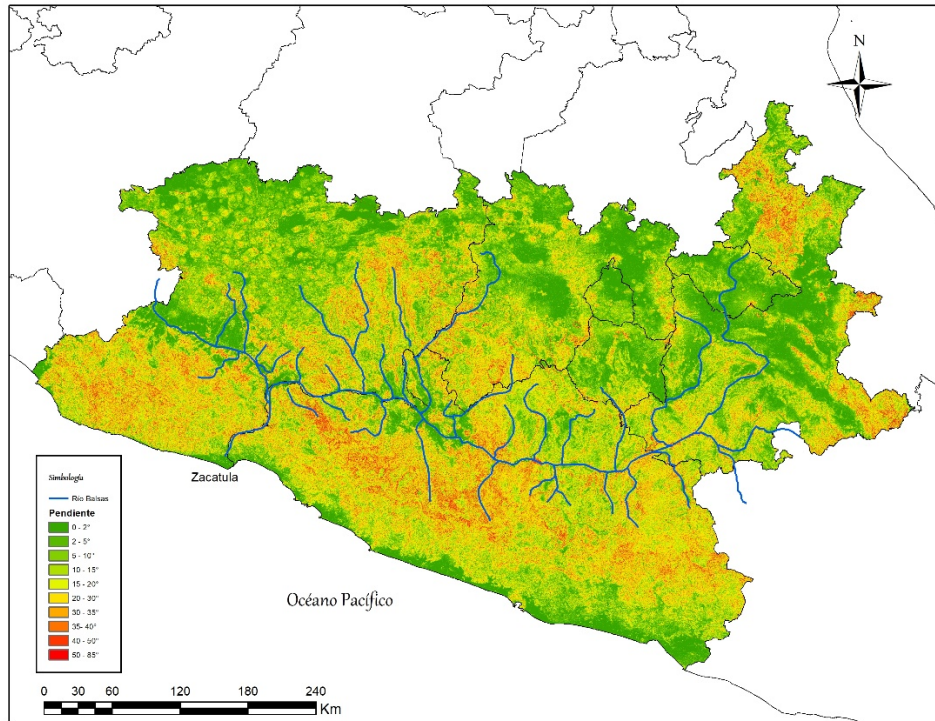 N
Zacatula
Simbología
Río Balsas
Pendiente
0 - 2°
2 - 5°
5 - 10°
10 - 15°
15 - 20°
20 - 30°
30 - 35°
35- 40°
40 - 50°
50 - 85°
Océano Pacífico
0 30 60 120 180 240
Km